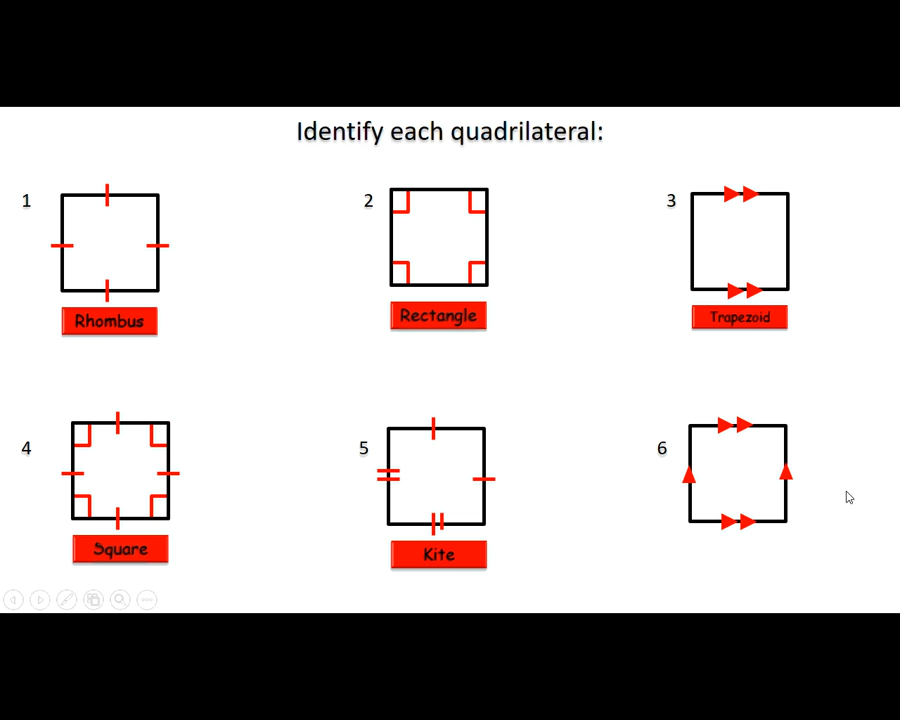 Identify each quadrilateral:
1
2
3
Rhombus
Rectangle
Trapezoid
4
5
6
Square
Kite